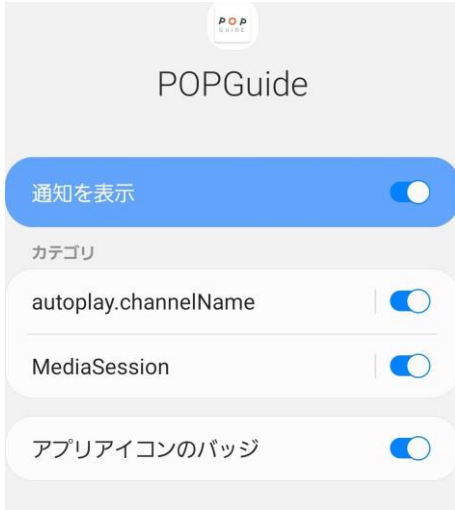 POP
GUIDE
POPGuide
通知を表示
カテゴリ
autoplay.channelName
MediaSession
アプリアイコンのバッジ